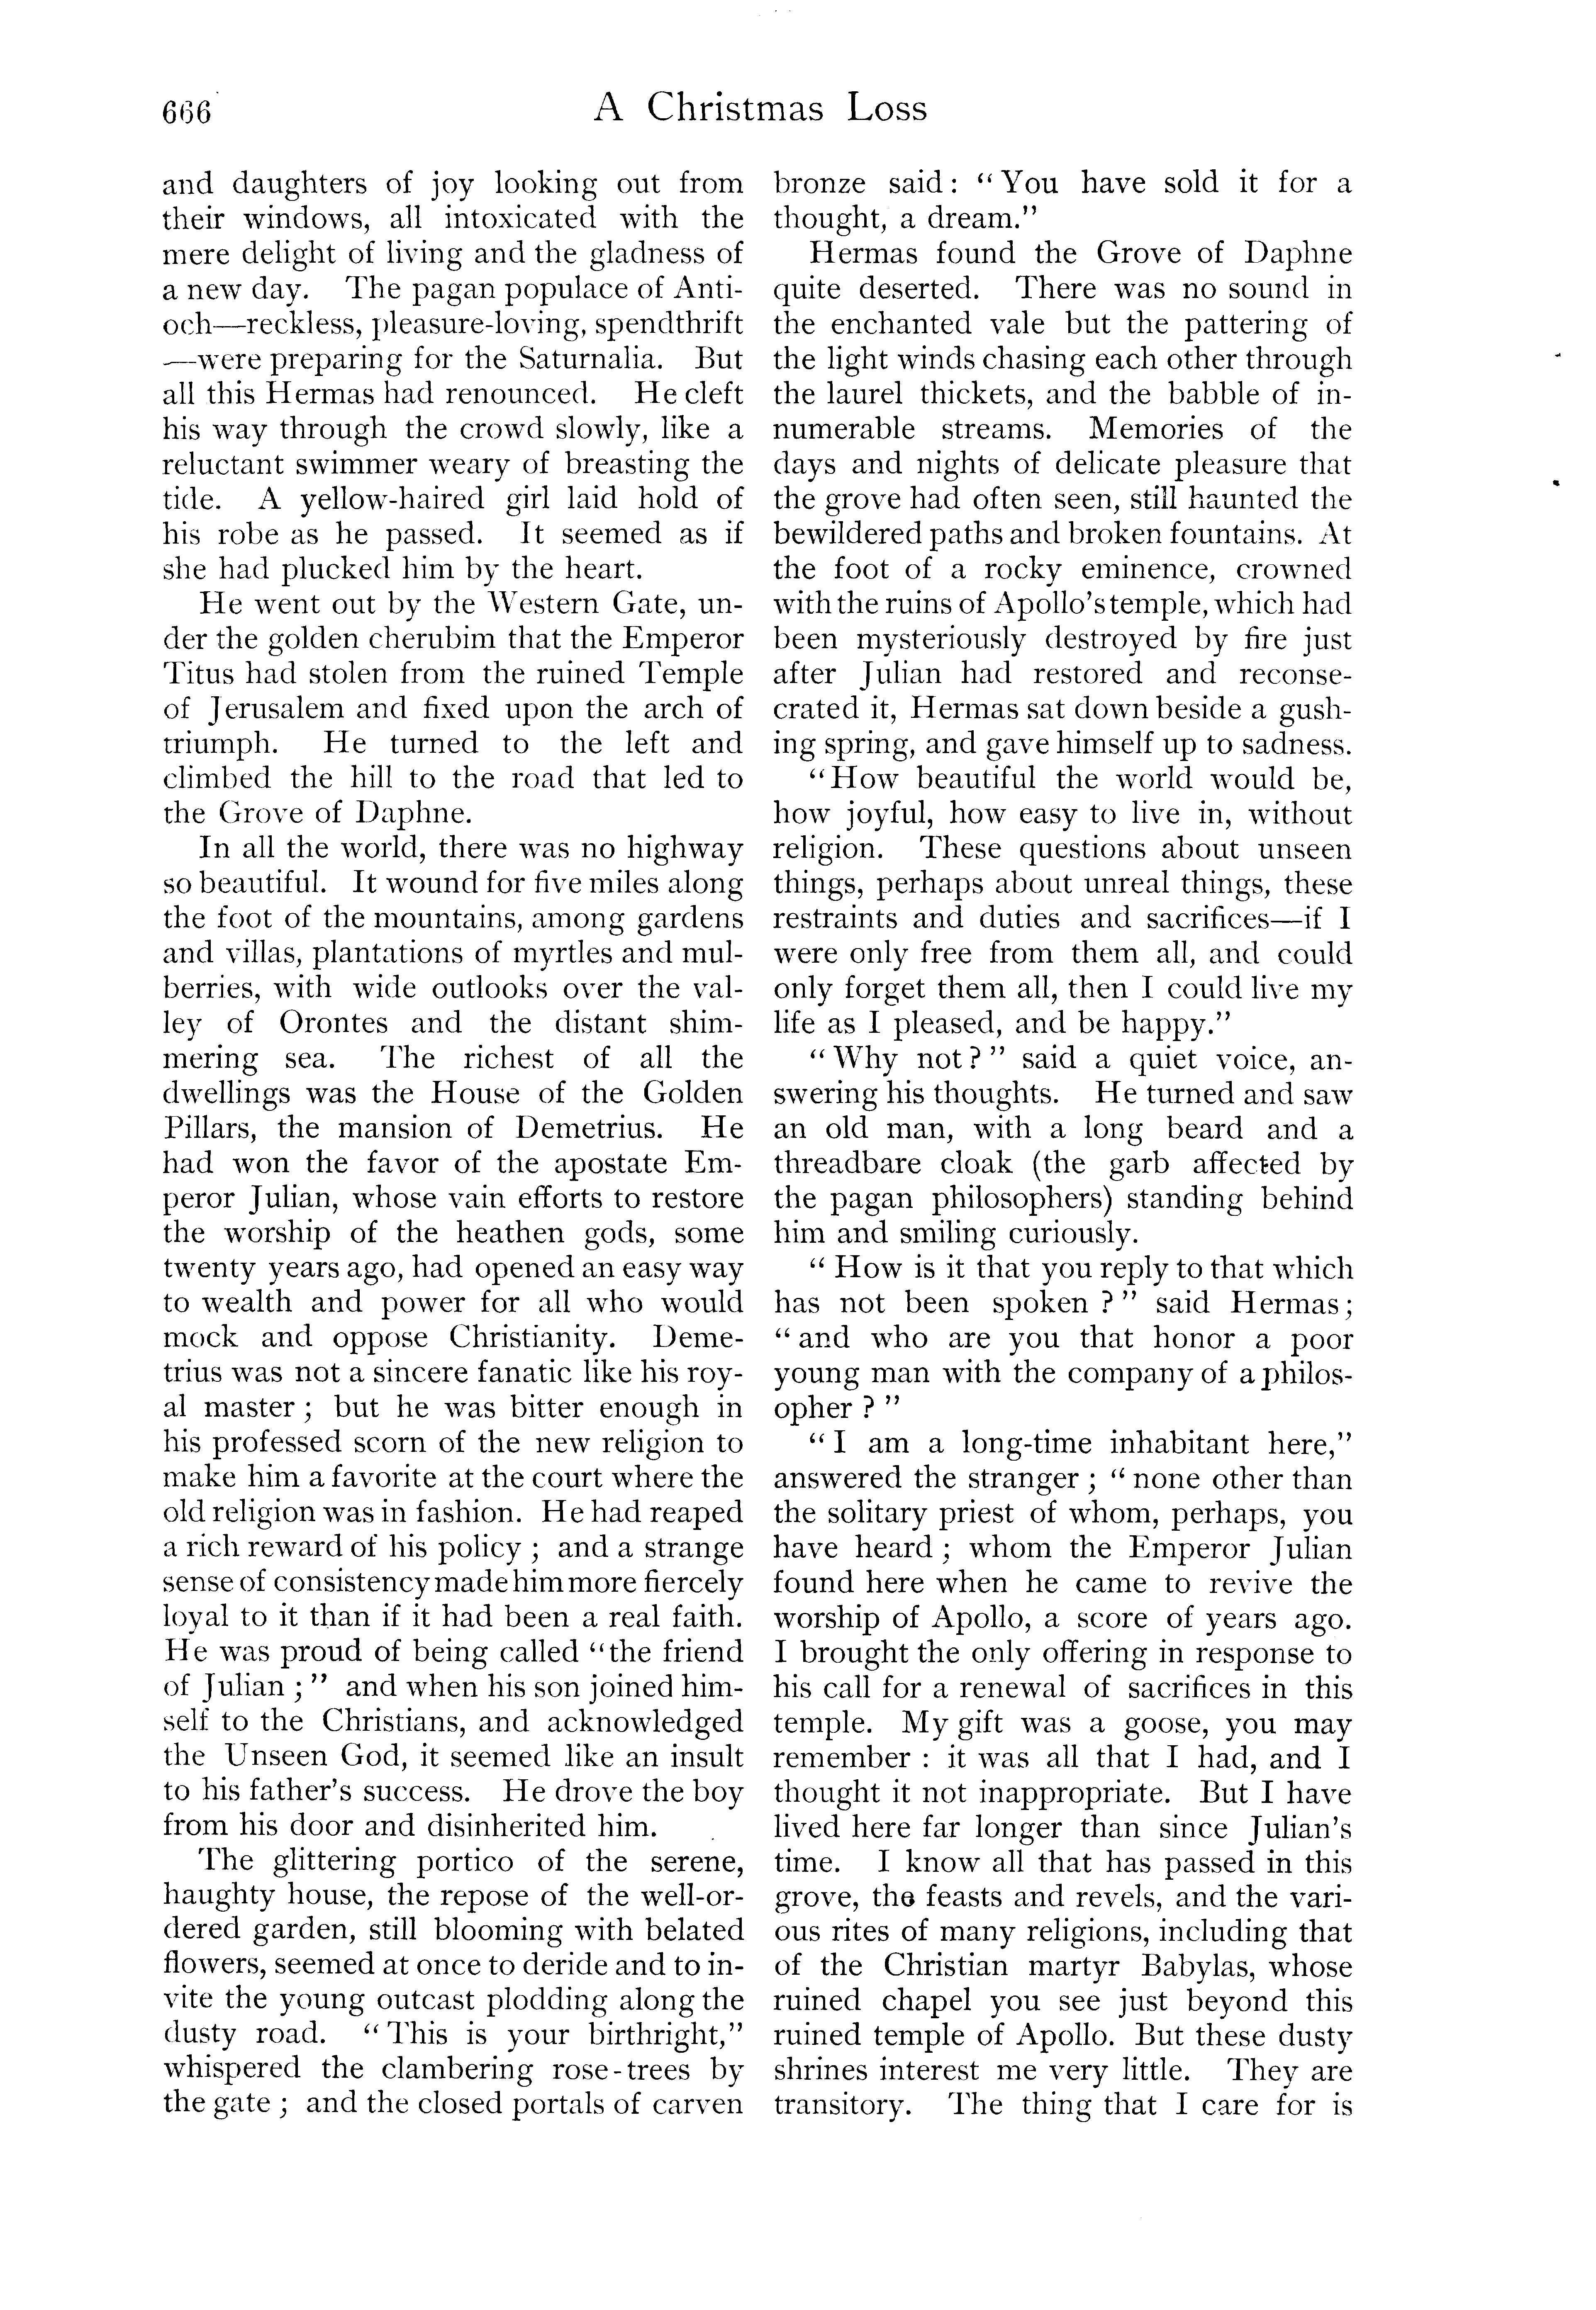 666
A Christmas Loss
and daughters of joy looking out from
their windows, all intoxicated with the
mere delight of living and the gladness of
a new day. The pagan populace of Anti-
och—reckless, pleasure-loving, spendthrift
—were preparing for the Saturnalia. But
all this Hermas had renounced. He cleft
his way through the crowd slowly, like a
reluctant swimmer weary of breasting the
tide. A yellow-haired girl laid hold of
his robe as he passed. It seemed as if
she had plucked him by the heart.
He went out by the Western Gate, un-
der the golden cherubim that the Emperor
Titus had stolen from the ruined Temple
of Jerusalem and fixed upon the arch of
triumph. He turned to the left and
climbed the hill to the road that led to
the Grove of Daphne.
In all the world, there was no highway
so beautiful. It wound for five miles along
the foot of the mountains, among gardens
and villas, plantations of myrtles and mul-
berries, with wide outlooks over the val-
ley of Orontes and the distant shim-
mering sea. The richest of all the
dwellings was the House of the Golden
Pillars, the mansion of Demetrius. He
had won the favor of the apostate Em-
peror Julian, whose vain efforts to restore
the worship of the heathen gods, some
twenty years ago, had opened an easy way
to wealth and power for all who would
mock and oppose Christianity. Deme-
trius was not a sincere fanatic like his roy-
al master ; but he was bitter enough in
his professed scorn of the new religion to
make him a favorite at the court where the
old religion was in fashion. He had reaped
a rich reward of his policy ; and a strange
sense of consistency made him more fiercely
loyal to it than if it had been a real faith.
He was proud of being called "the friend
of Julian ; " and when his son joined him-
self to the Christians, and acknowledged
the Unseen God, it seemed like an insult
to his father's success. He drove the boy
from his door and disinherited him.
The glittering portico of the serene,
haughty house, the repose of the well-or-
dered garden, still blooming with belated
flowers, seemed at once to deride and to in-
vite the young outcast plodding along the
dusty road. "This is your birthright,"
whispered the clambering rose-trees by
the gate ; and the closed portals of carven
bronze said: "You have sold it for a
thought, a dream."
Hermas found the Grove of Daphne
quite deserted. There was no sound in
the enchanted vale but the pattering of
the light winds chasing each other through
the laurel thickets, and the babble of in-
numerable streams. Memories of the
days and nights of delicate pleasure that
the grove had often seen, still haunted the
bewildered paths and broken fountains. At
the foot of a rocky eminence, crowned
with the ruins of Apollo's temple, which had
been mysteriously destroyed by fire just
after Julian had restored and reconse-
crated it, Hermas sat down beside a gush-
ing spring, and gave himself up to sadness.
"How beautiful the world would be,
how joyful, how easy to live in, without
religion. These questions about unseen
things, perhaps about unreal things, these
restraints and duties and sacrifices—if I
were only free from them all, and could
only forget them all, then I could live my
life as I pleased, and be happy."
"Why not ? " said a quiet voice, an-
swering his thoughts. He turned and saw
an old man, with a long beard and a
threadbare cloak (the garb affected by
the pagan philosophers) standing behind
him and smiling curiously.
" How is it that you reply to that which
has not been spoken ? " said Hermas;
"and who are you that honor a poor
young man with the company of a philos-
opher ? "
" I am a long-time inhabitant here,"
answered the stranger ; "none other than
the solitary priest of whom, perhaps, you
have heard ; whom the Emperor Julian
found here when he came to revive the
worship of Apollo, a score of years ago.
I brought the only offering in response to
his call for a renewal of sacrifices in this
temple. My gift was a goose, you may
remember : it was all that I had, and I
thought it not inappropriate. But I have
lived here far longer than since Julian's
time. I know all that has passed in this
grove, the feasts and revels, and the vari-
ous rites of many religions, including that
of the Christian martyr Babylas, whose
ruined chapel you see just beyond this
ruined temple of Apollo. But these dusty
shrines interest me very little. They are
transitory. The thing that I care for is